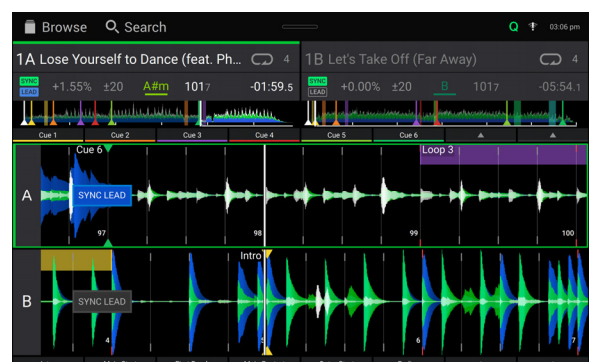 Browse Search Q 03:06 pm
1A Lose Yourself to Dance (feat. Ph... 4
1B Let's Take Off (Far Away) 4
SYNC LEAD +1.55% ±20 A#m 1017 -01:59.5
SYNC LEAD +0.00% ±20 B 1017 -05:54.1
Cue 1 Cue 2 Cue 3 Cue 4 Cue 5 Cue 6
Cue 6 Loop 3
A SYNC LEAD
97 98 99 100
Intro
B SYNC LEAD
4 5 6 7